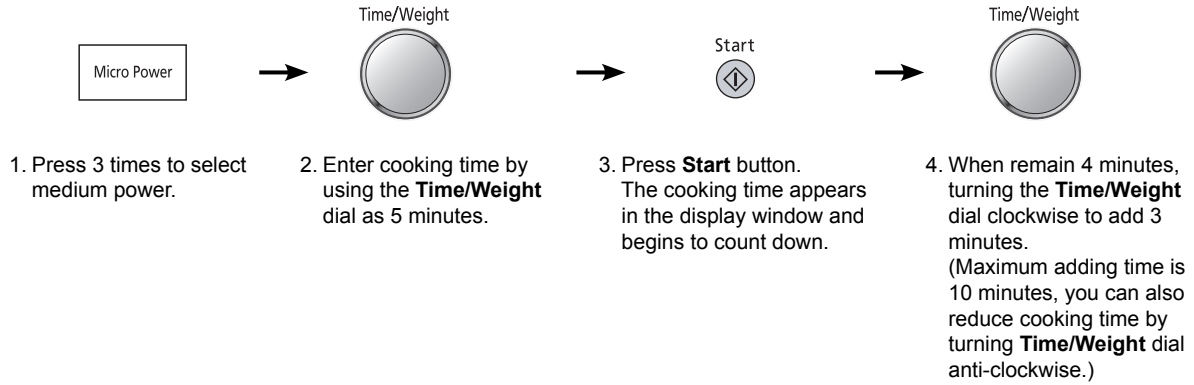 Time/Weight
Time/Weight
Start
Micro Power
1. Press 3 times to select
medium power.
2. Enter cooking time by
using the Time/Weight
dial as 5 minutes.
3. Press Start button.
The cooking time appears
in the display window and
begins to count down.
4. When remain 4 minutes,
turning the Time/Weight
dial clockwise to add 3
minutes.
(Maximum adding time is
10 minutes, you can also
reduce cooking time by
turning Time/Weight dial
anti-clockwise.)